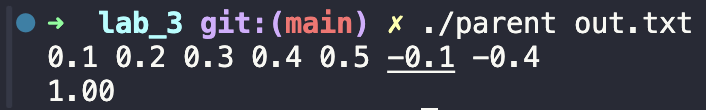 ➜ lab_3 git:(main) ✗ ./parent out.txt
0.1 0.2 0.3 0.4 0.5 -0.1 -0.4
1.00